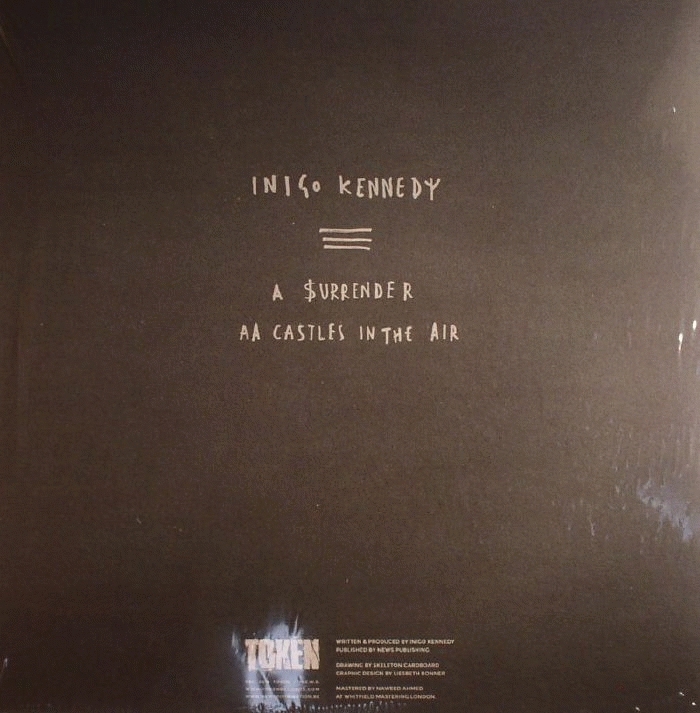 INIGO KENNEDY
A $URRENDER
AA CASTLES IN THE AIR
TOKEN
WRITTEN & PRODUCED BY INIGO KENNEDY
PUBLISHED BY NEWS PUBLISHING
DRAWING BY SKELETON CARDBOARD
GRAPHIC DESIGN BY LIESBETH BONNER
MASTERED BY NAWEED AHMED
AT WHITFIELD MASTERING LONDON.